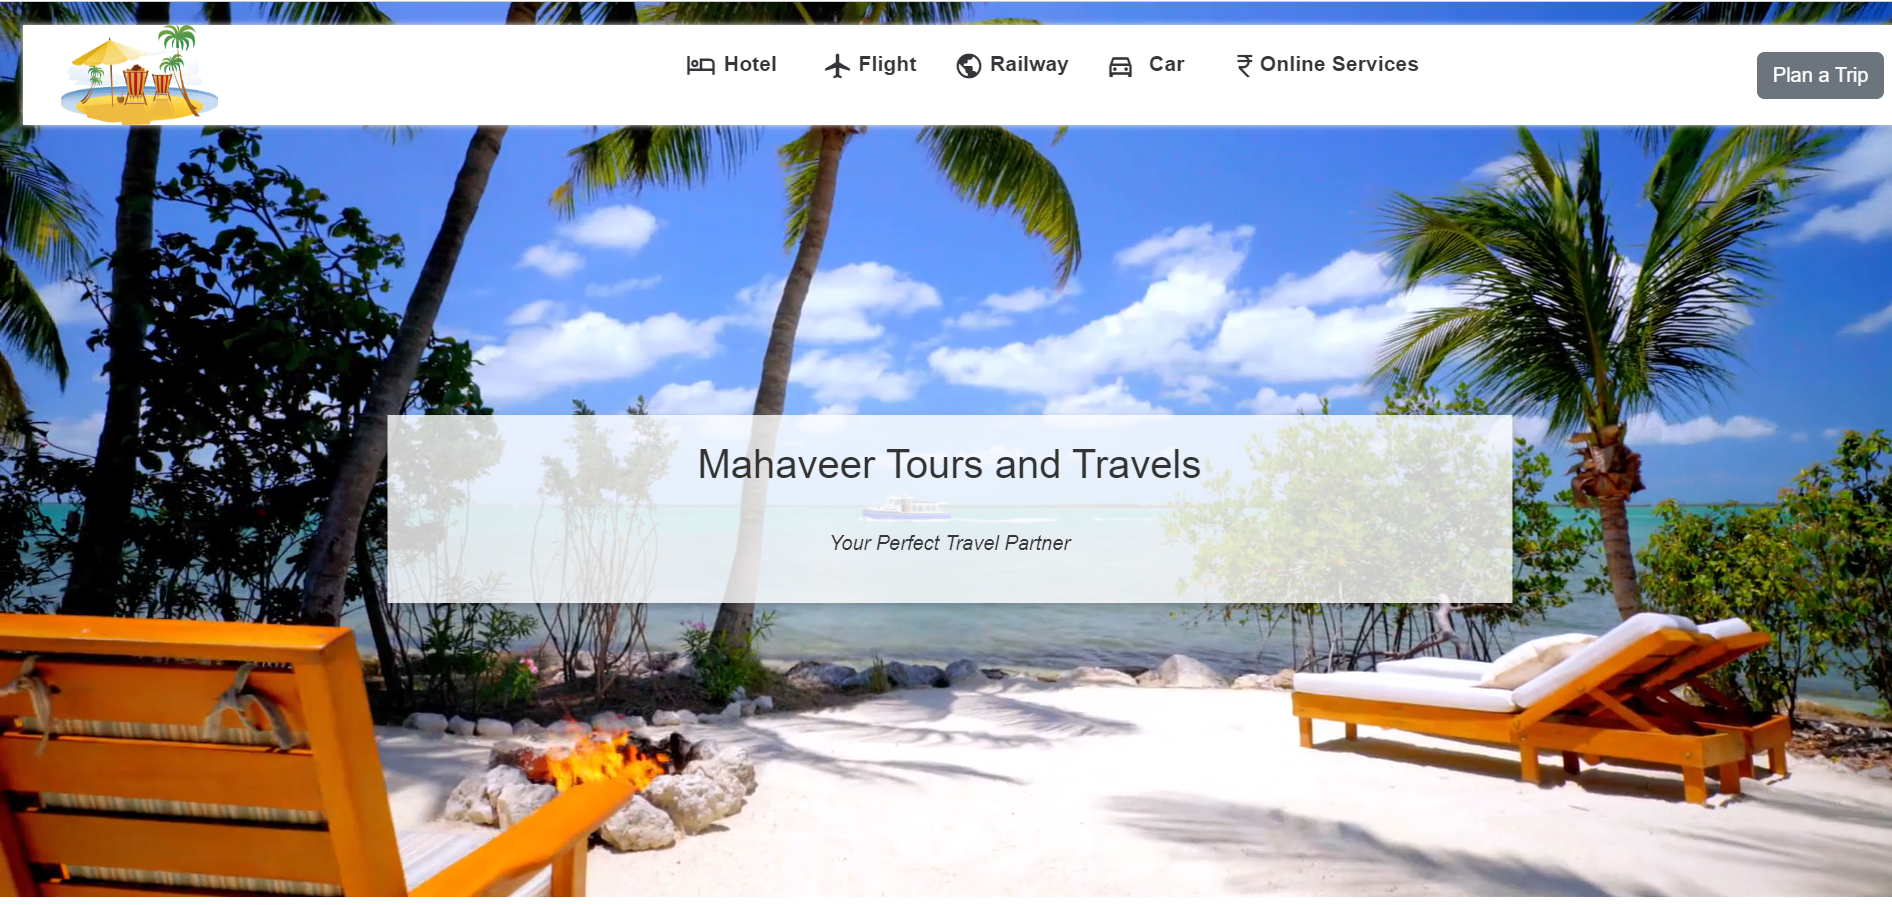 Hotel
Flight
Railway
Car
Online Services
Plan a Trip
Mahaveer Tours and Travels
Your Perfect Travel Partner